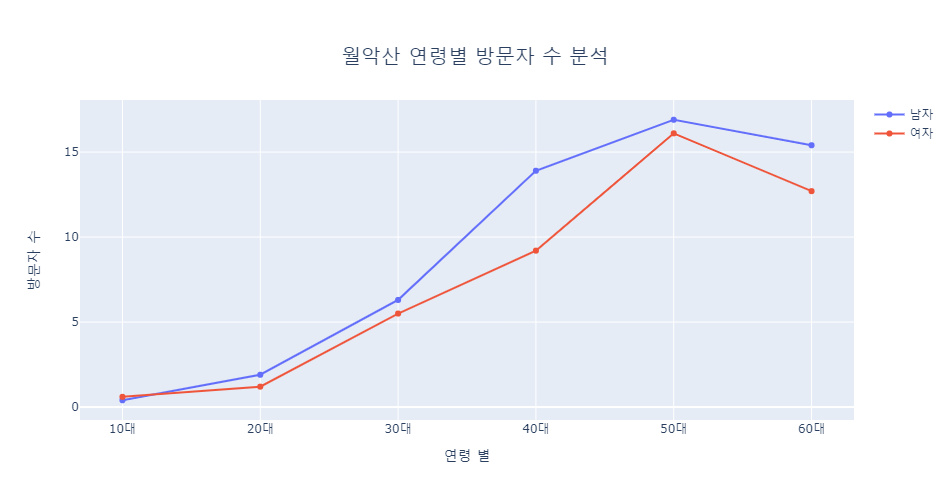 월악산 연령별 방문자 수 분석
남자
여자
방문자 수
15
10
5
0
10대
20대
30대
40대
50대
60대
연령 별